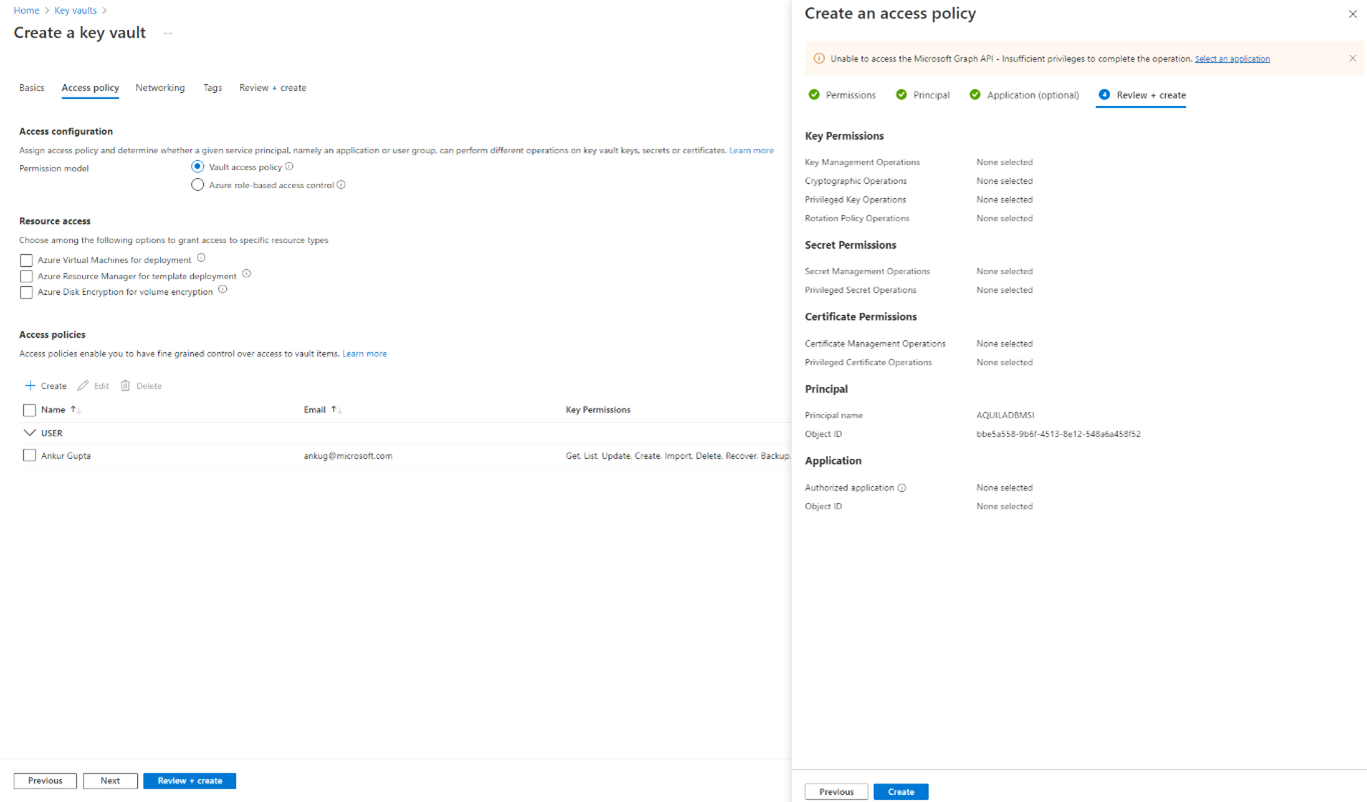 Home > Key vaults >
Create a key vault ...
Basics Access policy Networking Tags Review + create
Access configuration
Assign access policy and determine whether a given service principal, namely an application or user group, can perform different operations on key vault keys, secrets or certificates. Learn more
Permission model
Vault access policy
Azure role-based access control
Resource access
Choose among the following options to grant access to specific resource types
Azure Virtual Machines for deployment
Azure Resource Manager for template deployment
Azure Disk Encryption for volume encryption
Access policies
Access policies enable you to have fine grained control over access to vault items. Learn more
+ Create Edit Delete
Name ↑↓ Email ↑↓ Key Permissions
USER
Ankur Gupta ankug@microsoft.com Get, List, Update, Create, Import, Delete, Recover, Backup,
Previous Next Review + create
Create an access policy
Unable to access the Microsoft Graph API - Insufficient privileges to complete the operation. Select an application
Permissions Principal Application (optional) 4 Review + create
Key Permissions
Key Management Operations None selected
Cryptographic Operations None selected
Privileged Key Operations None selected
Rotation Policy Operations None selected
Secret Permissions
Secret Management Operations None selected
Privileged Secret Operations None selected
Certificate Permissions
Certificate Management Operations None selected
Privileged Certificate Operations None selected
Principal
Principal name AQUILADBMSI
Object ID bbe5a558-9b6f-4513-8e12-548a6a458f52
Application
Authorized application None selected
Object ID None selected
Previous Create